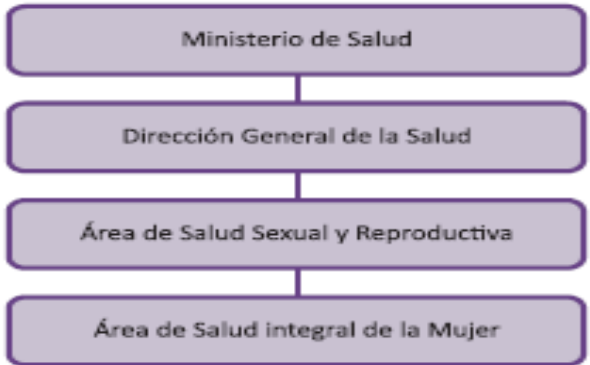 Ministerio de Salud
Dirección General de la Salud
Área de Salud Sexual y Reproductiva
Área de Salud integral de la Mujer